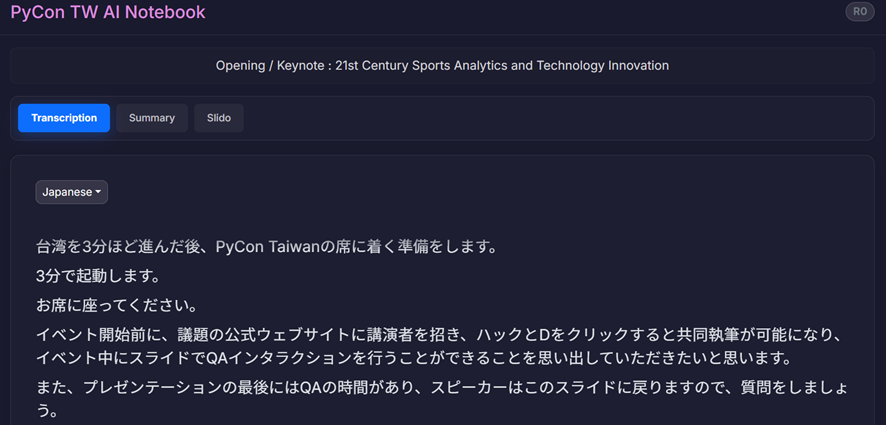 PyCon TW AI Notebook
R0
Opening / Keynote : 21st Century Sports Analytics and Technology Innovation
Transcription
Summary
Slido
Japanese
台湾を3分ほど進んだ後、PyCon Taiwanの席に着く準備をします。
3分で起動します。
お席に座ってください。
イベント開始前に、議題の公式ウェブサイトに講演者を招き、ハックとDをクリックすると共同執筆が可能になり、
イベント中にスライドでQAインタラクションを行うことができることを思い出していただきたいと思います。
また、プレゼンテーションの最後にはQAの時間があり、スピーカーはこのスライドに戻りますので、質問をしましょ
う。